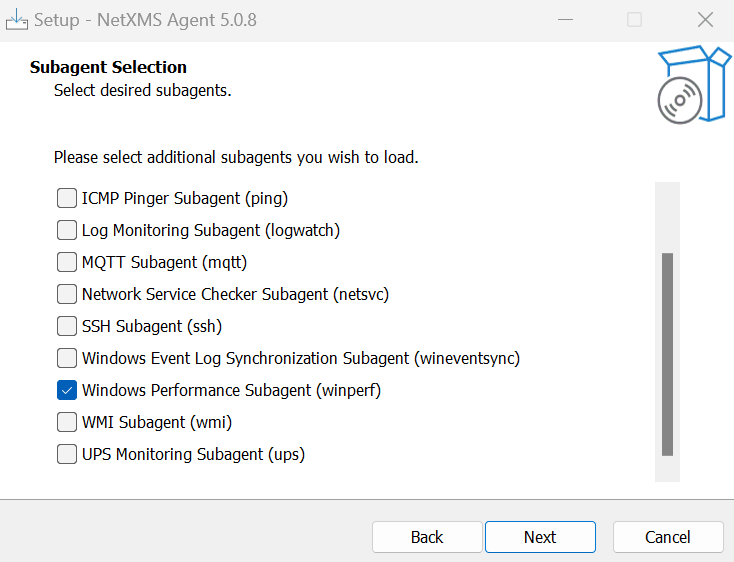 Setup - NetXMS Agent 5.0.8
Subagent Selection
Select desired subagents.
Please select additional subagents you wish to load.
ICMP Pinger Subagent (ping)
Log Monitoring Subagent (logwatch)
MQTT Subagent (mqtt)
Network Service Checker Subagent (netsvc)
SSH Subagent (ssh)
Windows Event Log Synchronization Subagent (wineventsync)
Windows Performance Subagent (winperf)
WMI Subagent (wmi)
UPS Monitoring Subagent (ups)
Back Next Cancel